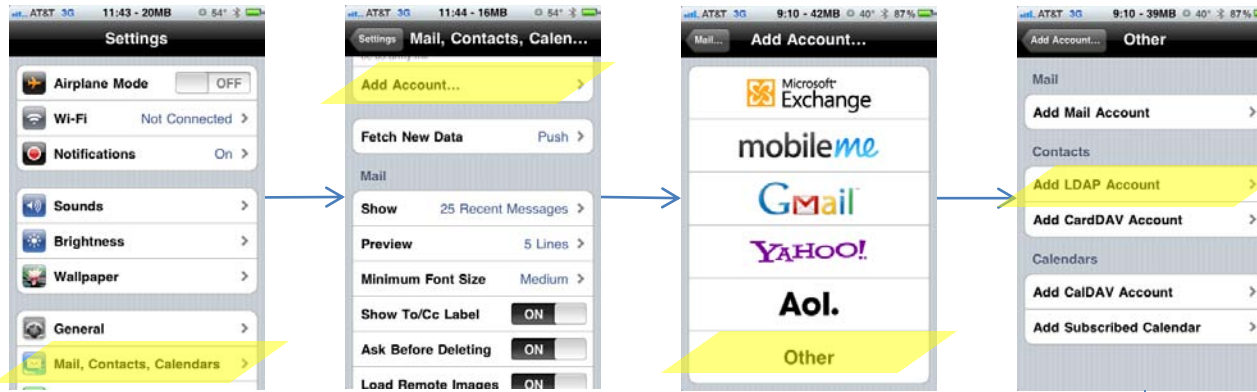 AT&T 3G 11:43 - 20MB 54°
Settings
Airplane Mode OFF
Wi-Fi Not Connected >
Notifications On >
Sounds >
Brightness >
Wallpaper >
General >
Mail, Contacts, Calendars >
AT&T 3G 11:44 - 16MB 54°
Settings Mail, Contacts, Calen...
Add Account... >
Fetch New Data Push >
Mail
Show 25 Recent Messages >
Preview 5 Lines >
Minimum Font Size Medium >
Show To/Cc Label ON
Ask Before Deleting ON
Load Remote Images ON
AT&T 3G 9:10 - 42MB 40° 87%
Mail... Add Account...
Microsoft
Exchange
mobileme
Gmail
YAHOO!
Aol.
Other
AT&T 3G 9:10 - 39MB 40° 87%
Add Account... Other
Mail
Add Mail Account >
Contacts
Add LDAP Account >
Add CardDAV Account >
Calendars
Add CalDAV Account >
Add Subscribed Calendar >